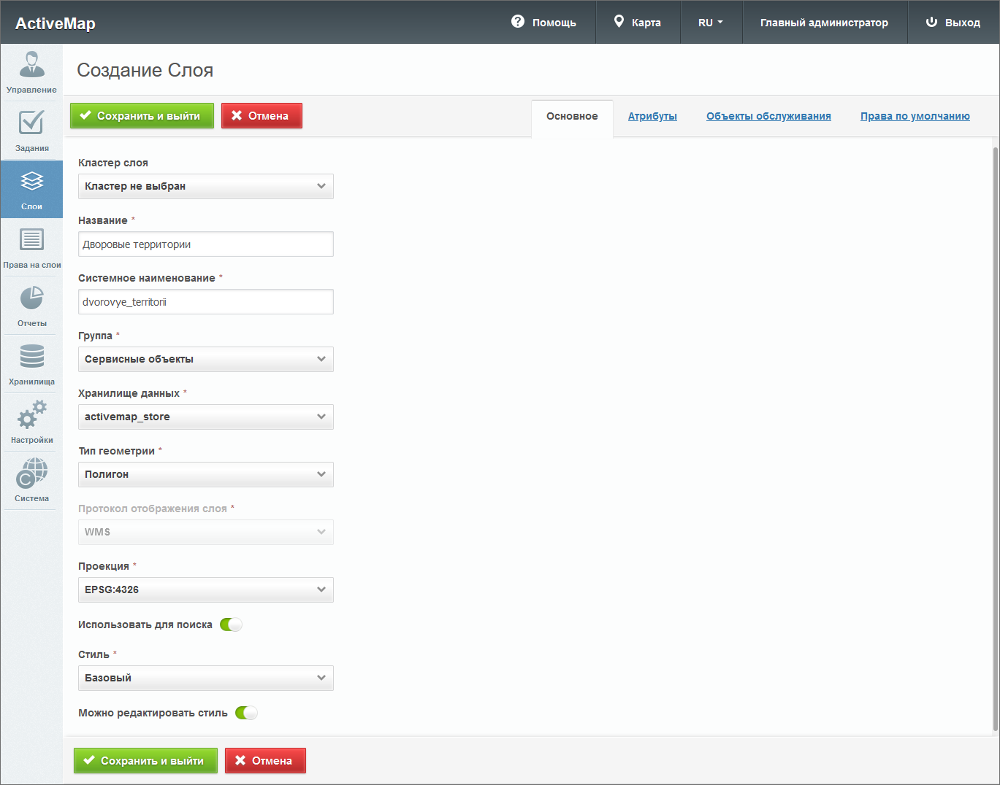 ActiveMap
Помощь
Карта
RU
Главный администратор
Выход
Управление
Задания
Слои
Права на слои
Отчеты
Хранилища
Настройки
Система
Создание Слоя
Сохранить и выйти
Отмена
Основное
Атрибуты
Объекты обслуживания
Права по умолчанию
Кластер слоя
Кластер не выбран
Название *
Дворовые территории
Системное наименование *
dvorovye_territorii
Группа *
Сервисные объекты
Хранилище данных *
activemap_store
Тип геометрии *
Полигон
Протокол отображения слоя *
WMS
Проекция *
EPSG:4326
Использовать для поиска
Стиль *
Базовый
Можно редактировать стиль
Сохранить и выйти
Отмена